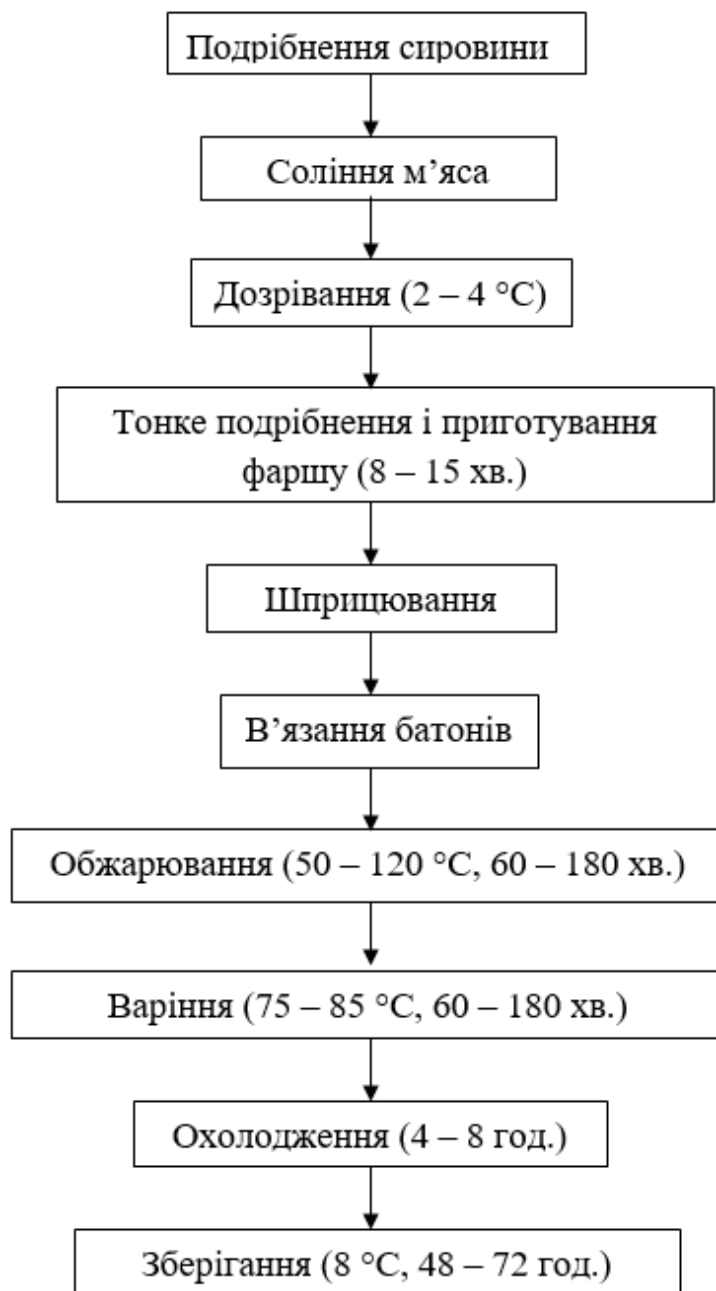 Подрібнення сировини
Соління м’яса
Дозрівання (2 – 4 °С)
Тонке подрібнення і приготування
фаршу (8 – 15 хв.)
Шприцювання
В’язання батонів
Обжарювання (50 – 120 °С, 60 – 180 хв.)
Варіння (75 – 85 °С, 60 – 180 хв.)
Охолодження (4 – 8 год.)
Зберігання (8 °С, 48 – 72 год.)